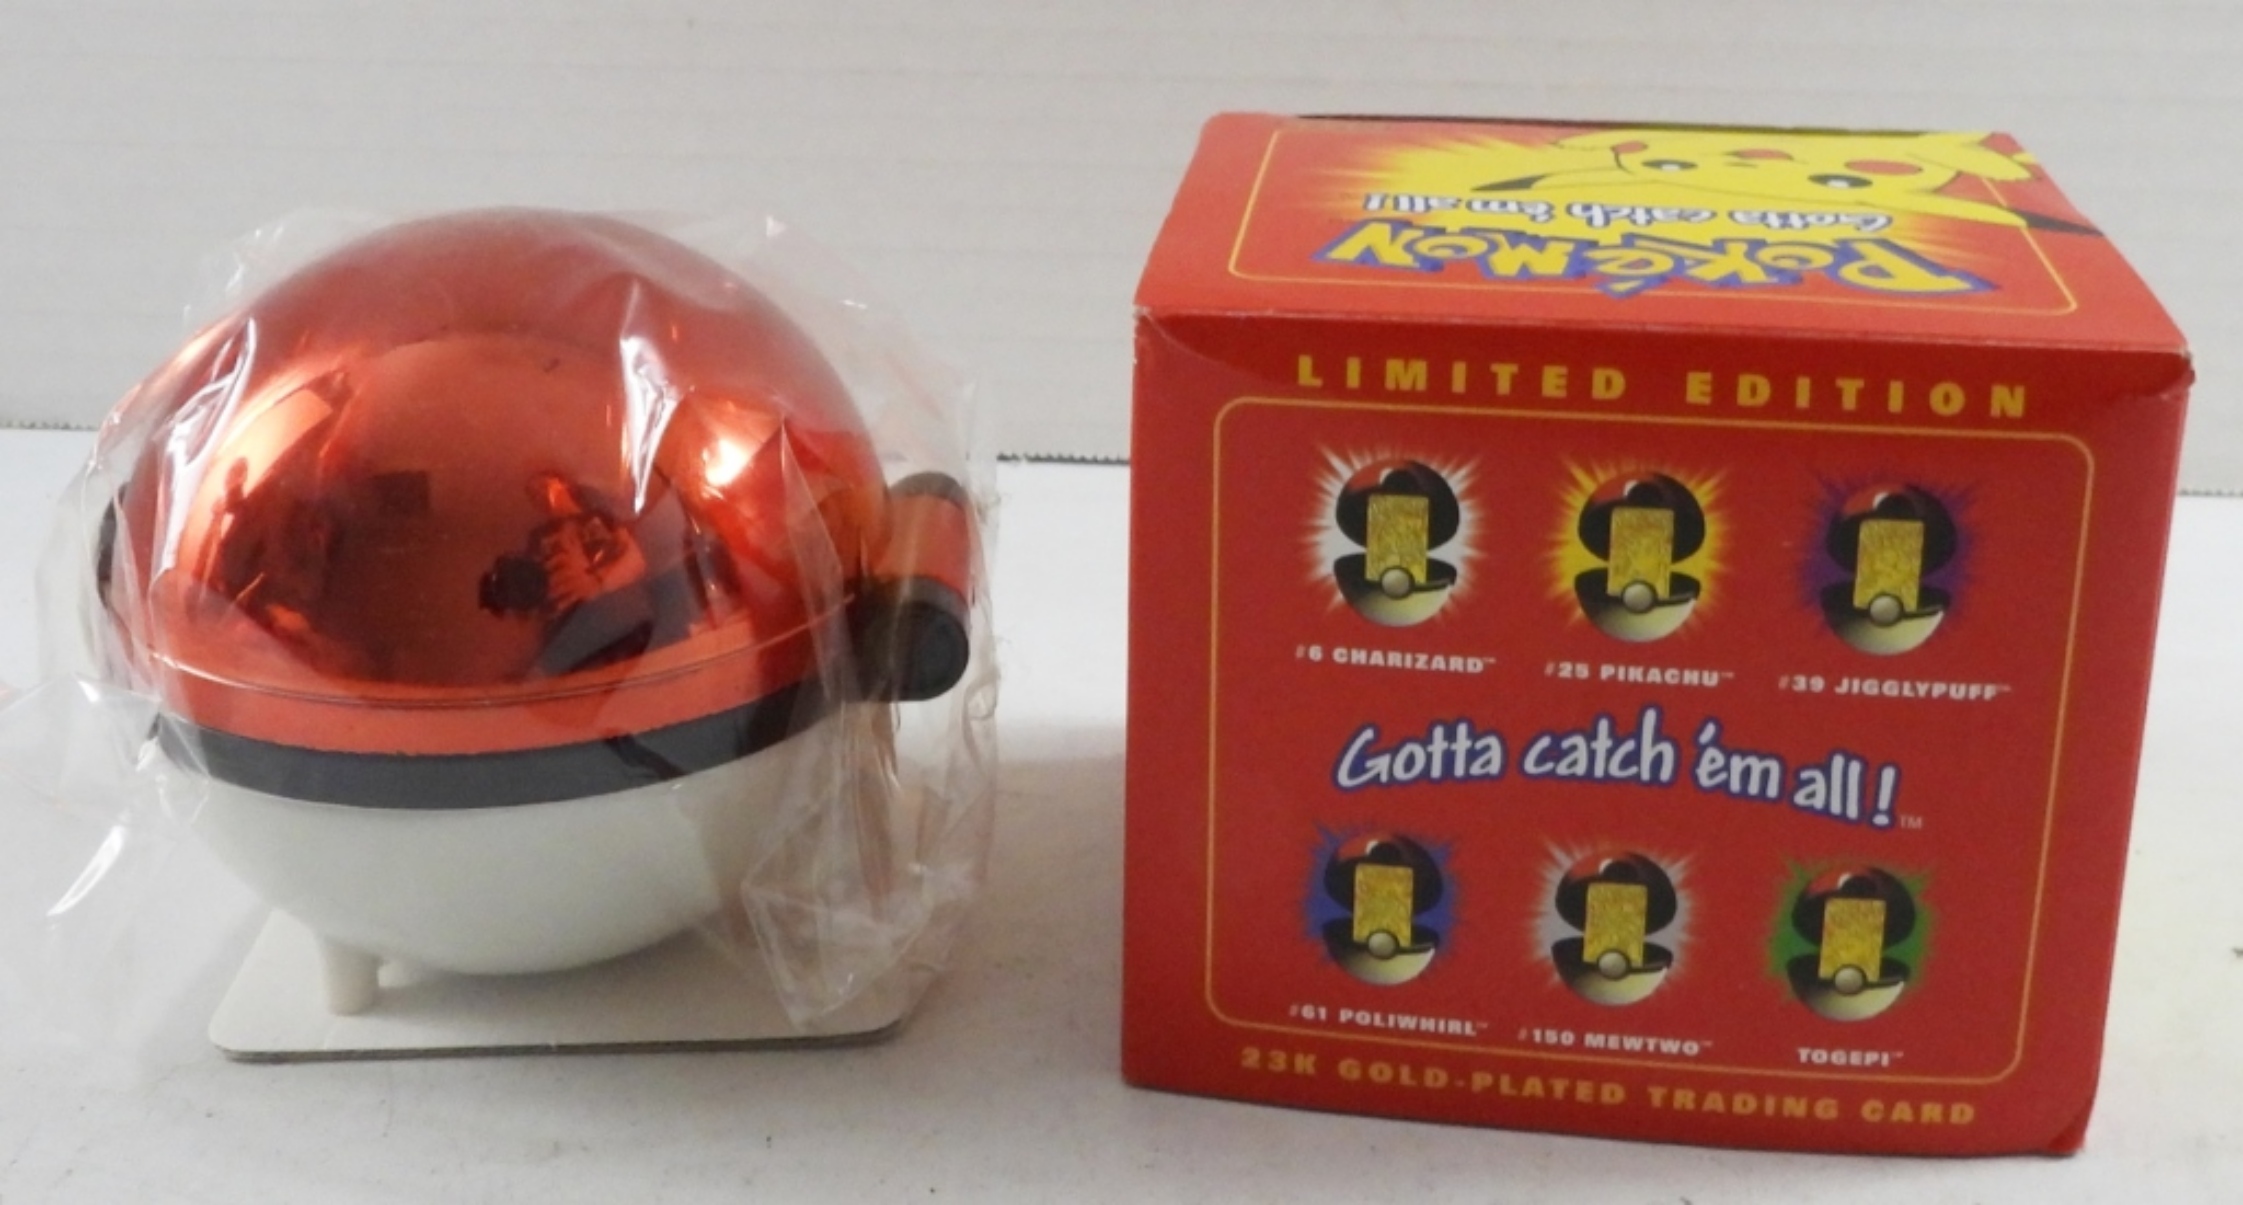 POKéMON
Gotta catch 'em all!
LIMITED EDITION
#6 CHARIZARD™ #25 PIKACHU™ #39 JIGGLYPUFF™
Gotta catch 'em all!™
#61 POLIWHIRL™ #150 MEWTWO™ TOGEPI™
23K GOLD-PLATED TRADING CARD